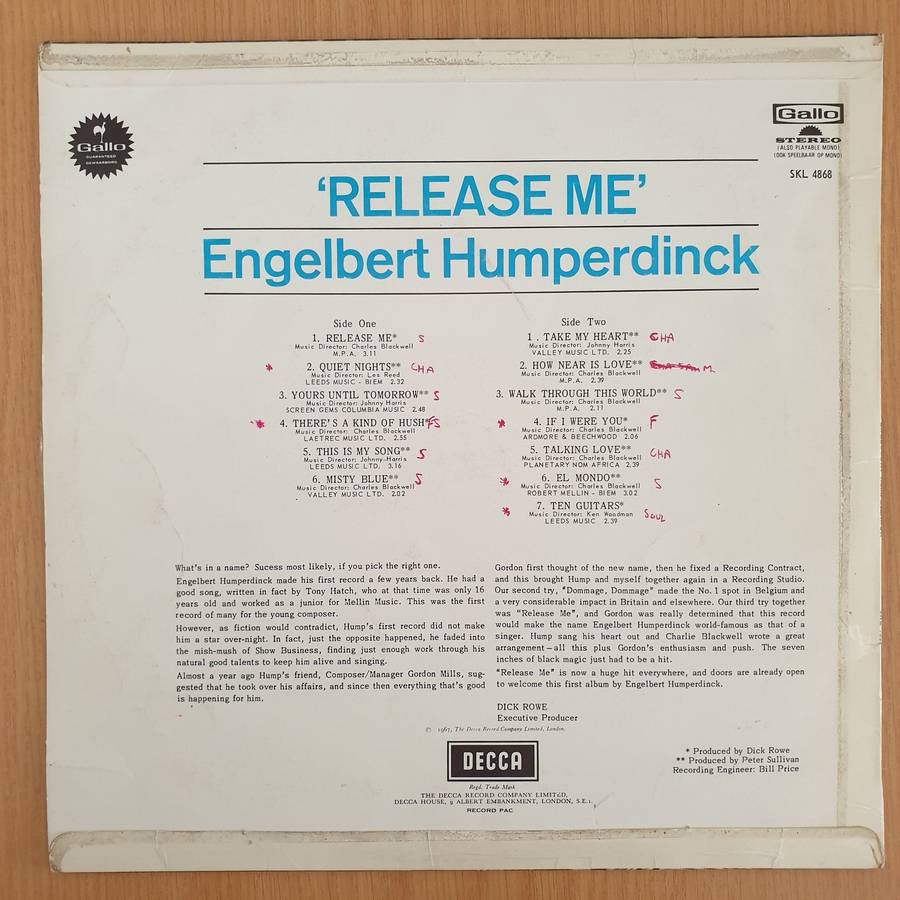 Gallo
GUARANTEED
GEWAARBORG
Gallo
STEREO
(ALSO PLAYABLE MONO)
(OOK SPEELBAAR OP MONO)
SKL 4868
‘RELEASE ME’
Engelbert Humperdinck
Side One
1. RELEASE ME* S
Music Director: Charles Blackwell
M.P.A. 3.11
* 2. QUIET NIGHTS** CHA
Music Director: Les Reed
LEEDS MUSIC - BIEM 2.32
3. YOURS UNTIL TOMORROW** S
Music Director: Johnny Harris
SCREEN GEMS COLUMBIA MUSIC 2.48
* 4. THERE'S A KIND OF HUSH* FS
Music Director: Charles Blackwell
LAETREC MUSIC LTD. 2.55
5. THIS IS MY SONG** S
Music Director: Johnny Harris
LEEDS MUSIC LTD. 3.16
6. MISTY BLUE** S
Music Director: Charles Blackwell
VALLEY MUSIC LTD. 2.02
Side Two
1 . TAKE MY HEART** CHA
Music Director: Johnny Harris
VALLEY MUSIC LTD. 2.25
2. HOW NEAR IS LOVE**
Music Director: Charles Blackwell
M.P.A. 2.39
3. WALK THROUGH THIS WORLD** S
Music Director: Charles Blackwell
M.P.A. 2.11
* 4. IF I WERE YOU* F
Music Director: Charles Blackwell
ARDMORE & BEECHWOOD 2.06
5. TALKING LOVE** CHA
Music Director: Charles Blackwell
PLANETARY NOM AFRICA 2.39
* 6. EL MONDO** S
Music Director: Charles Blackwell
ROBERT MELLIN - BIEM 3.02
* 7. TEN GUITARS* SOUL
Music Director: Ken Woodman
LEEDS MUSIC 2.39
What's in a name? Sucess most likely, if you pick the right one.
Engelbert Humperdinck made his first record a few years back. He had a
good song, written in fact by Tony Hatch, who at that time was only 16
years old and worked as a junior for Mellin Music. This was the first
record of many for the young composer.
However, as fiction would contradict, Hump's first record did not make
him a star over-night. In fact, just the opposite happened, he faded into
the mish-mush of Show Business, finding just enough work through his
natural good talents to keep him alive and singing.
Almost a year ago Hump's friend, Composer/Manager Gordon Mills, sug-
gested that he took over his affairs, and since then everything that's good
is happening for him.
Gordon first thought of the new name, then he fixed a Recording Contract,
and this brought Hump and myself together again in a Recording Studio.
Our second try, "Dommage, Dommage" made the No. 1 spot in Belgium and
a very considerable impact in Britain and elsewhere. Our third try together
was "Release Me", and Gordon was really determined that this record
would make the name Engelbert Humperdinck world-famous as that of a
singer. Hump sang his heart out and Charlie Blackwell wrote a great
arrangement — all this plus Gordon's enthusiasm and push. The seven
inches of black magic just had to be a hit.
"Release Me" is now a huge hit everywhere, and doors are already open
to welcome this first album by Engelbert Humperdinck.
DICK ROWE
Executive Producer
© 1967, The Decca Record Company Limited, London.
DECCA
Regd. Trade Mark
THE DECCA RECORD COMPANY LIMITED,
DECCA HOUSE, 9 ALBERT EMBANKMENT, LONDON, S.E.1.
RECORD PAC
* Produced by Dick Rowe
** Produced by Peter Sullivan
Recording Engineer: Bill Price